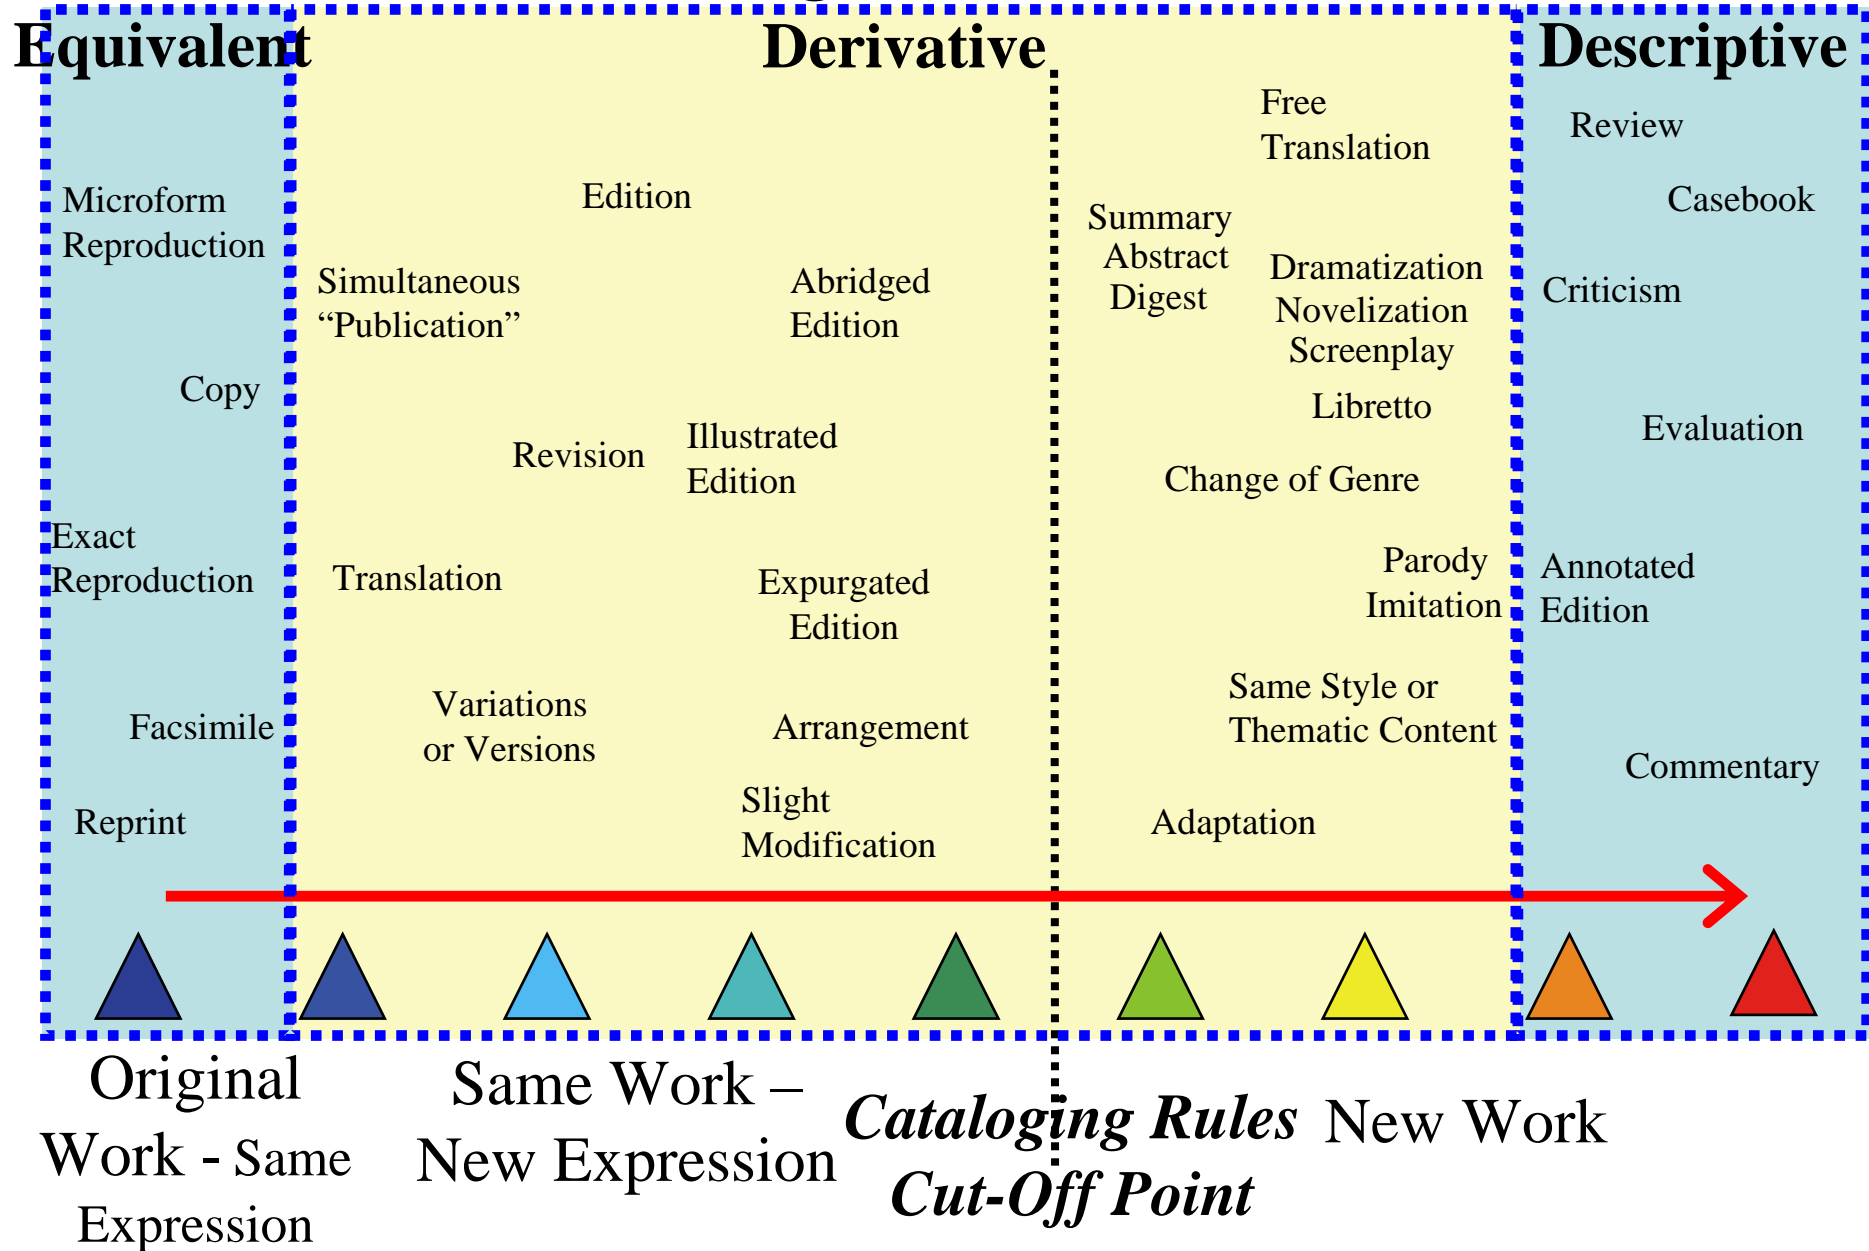 Equivalent
Derivative
Descriptive
Microform
Reproduction
Copy
Exact
Reproduction
Facsimile
Reprint
Edition
Simultaneous
“Publication”
Abridged
Edition
Revision
Illustrated
Edition
Translation
Expurgated
Edition
Variations
or Versions
Arrangement
Slight
Modification
Free
Translation
Summary
Abstract
Digest
Dramatization
Novelization
Screenplay
Libretto
Change of Genre
Parody
Imitation
Same Style or
Thematic Content
Adaptation
Review
Casebook
Criticism
Evaluation
Annotated
Edition
Commentary
Original
Work - Same
Expression
Same Work –
New Expression
Cataloging Rules
Cut-Off Point
New Work